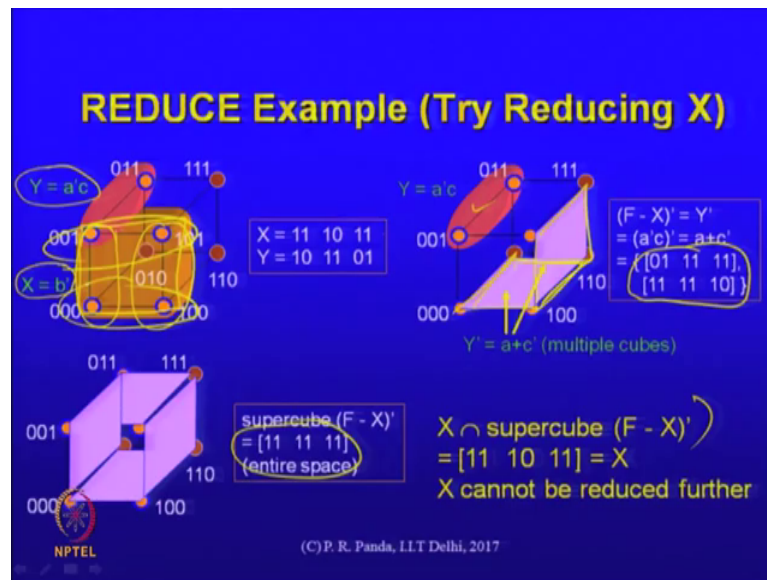 REDUCE Example (Try Reducing X)
011 111
Y = a'c
001 101
X = b'
010 110
000 100
X = 11 10 11
Y = 10 11 01
011 111
Y = a'c
001
110
000 100
Y' = a+c' (multiple cubes)
(F - X)' = Y'
= (a'c)' = a+c'
= { [01 11 11],
[11 11 10] }
011 111
001
110
000 100
supercube (F - X)'
= [11 11 11]
(entire space)
X ∩ supercube (F - X)'
= [11 10 11] = X
X cannot be reduced further
NPTEL
(C) P. R. Panda, I.I.T Delhi, 2017